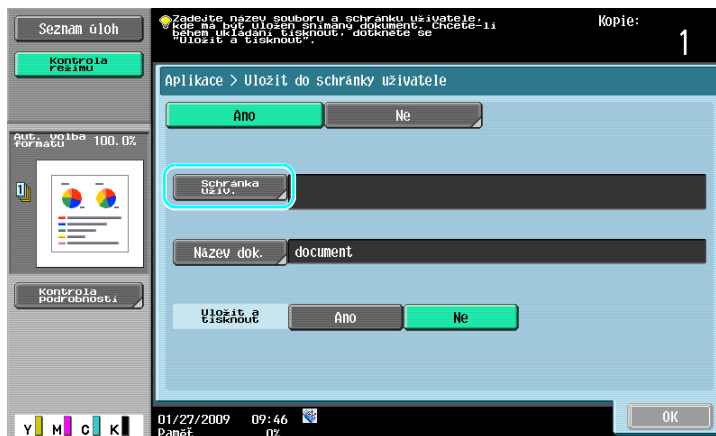 Seznam úloh
Zadejte název souboru a schránku uživatele,
kde má být uložen snímaný dokument. Chcete-li
během ukládání tisknout, dotkněte se
"Uložit a tisknout".
Kopie:
1
Kontrola
režimu
Aplikace > Uložit do schránky uživatele
Ano
Ne
Aut. volba
formátu
100.0%
1
Schránka
uživ.
Název dok.
document
Kontrola
podrobností
Uložit a
tisknout
Ano
Ne
Y M C K
01/27/2009 09:46
Paměť 0%
OK